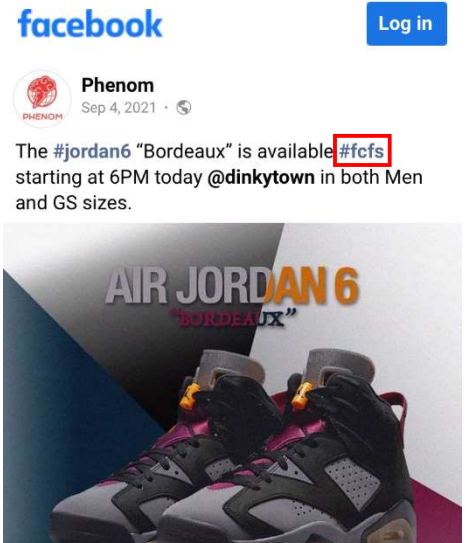 facebook
Log in
PHENOM
Phenom
Sep 4, 2021 ·
The #jordan6 “Bordeaux” is available #fcfs
starting at 6PM today @dinkytown in both Men
and GS sizes.
AIR JORDAN 6
"BORDEAUX”